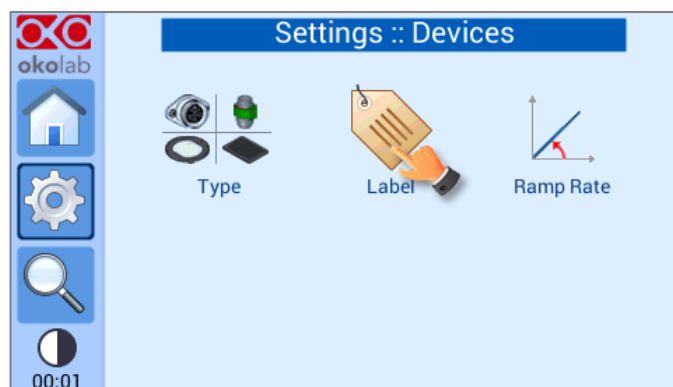 Settings :: Devices
okolab
Type
Label
Ramp Rate
00:01